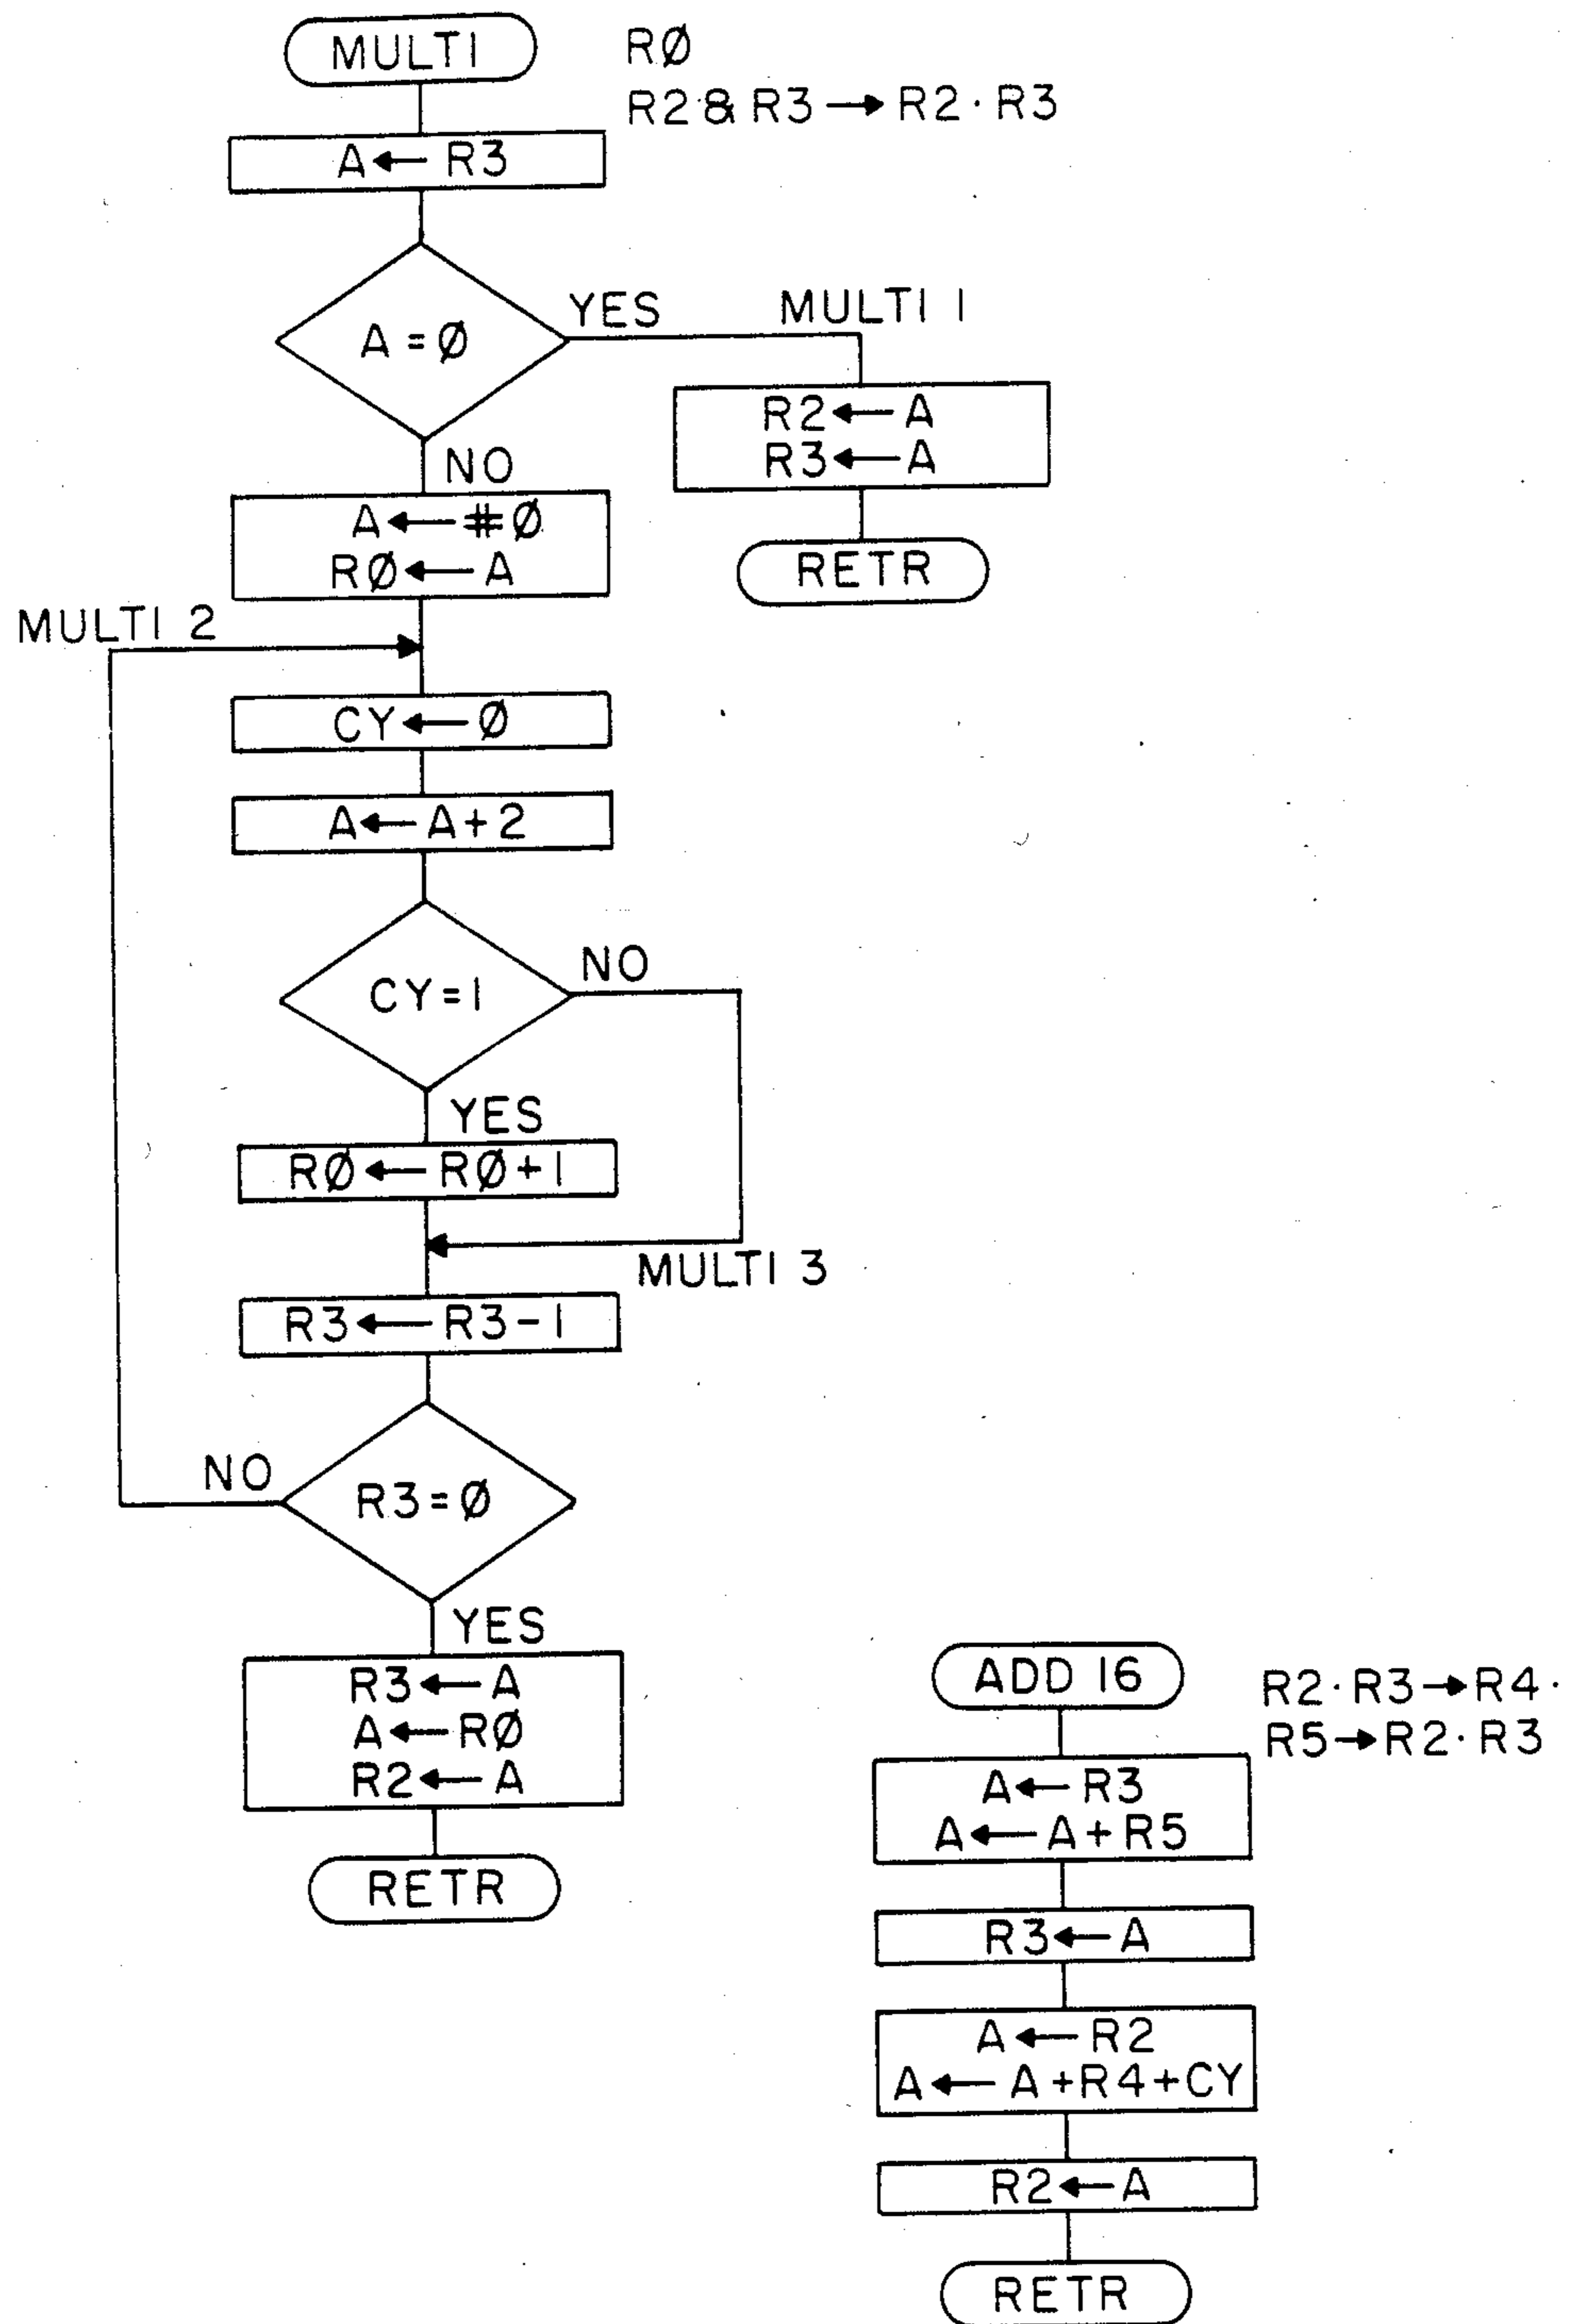 MULTI
RØ
R2 & R3 → R2 · R3
A ← R3
A = Ø
YES
MULTI 1
R2 ← A
R3 ← A
RETR
NO
A ← #Ø
RØ ← A
MULTI 2
CY ← Ø
A ← A + 2
CY = 1
NO
YES
RØ ← RØ + 1
MULTI 3
R3 ← R3 - 1
R3 = Ø
NO
YES
R3 ← A
A ← RØ
R2 ← A
RETR
ADD 16
R2 · R3 → R4 ·
R5 → R2 · R3
A ← R3
A ← A + R5
R3 ← A
A ← R2
A ← A + R4 + CY
R2 ← A
RETR